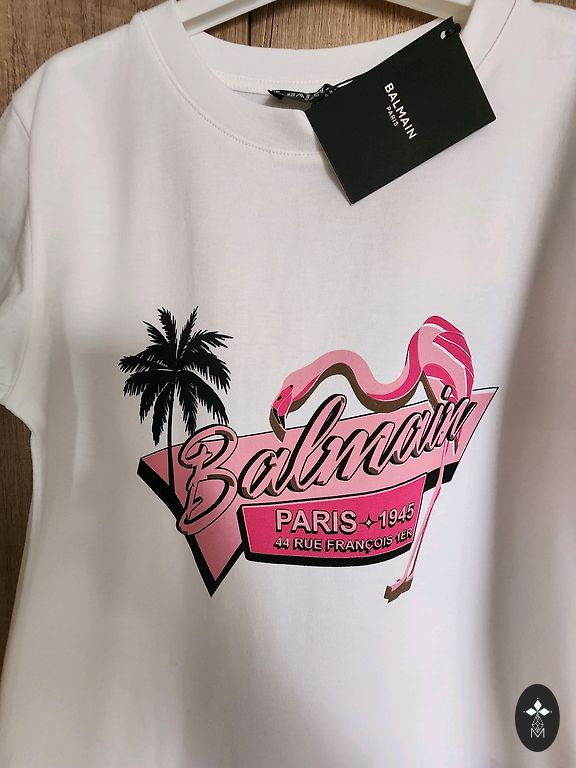 BALMAIN
PARIS
Balmain
PARIS 1945
44 RUE FRANÇOIS 1ER
M